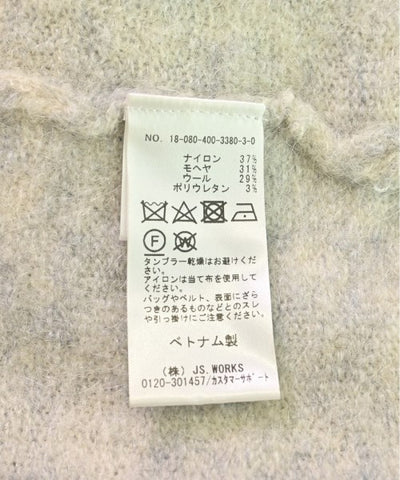 NO. 18-080-400-3380-3-0
ナイロン 37%
モヘヤ 31%
ウール 29%
ポリウレタン 3%
F W
タンブラー乾燥はお避けくだ
さい。
アイロンは当て布を使用して
ください。
バッグやベルト、表面にざら
つきのあるものなどとのスレ
や引っ掛けにご注意ください。
ベトナム製
(株) JS.WORKS
0120-301457/カスタマーサポート